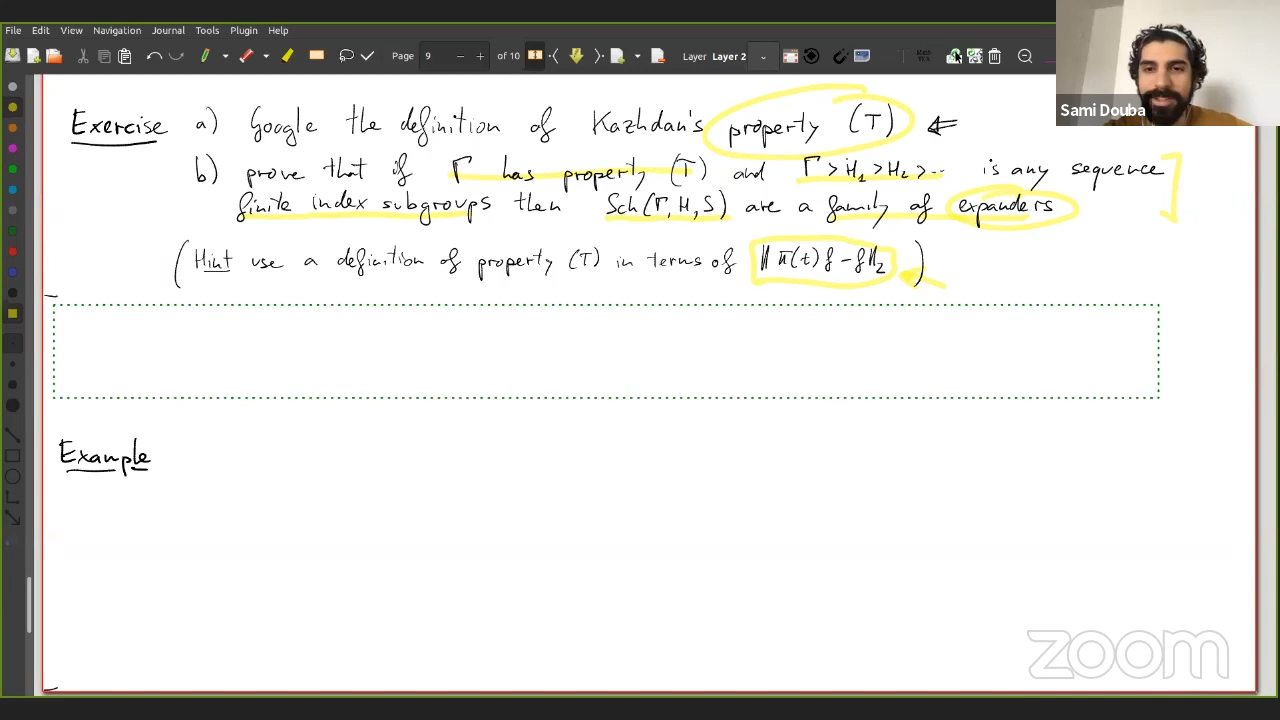 File Edit View Navigation Journal Tools Plugin Help
Page 9 of 10 Layer Layer 2
Sami Douba
Exercise a) Google the definition of Kazhdan's property (T) ⇐
b) prove that if Γ has property (T) and Γ > H₁ > H₂ > ... is any sequence
finite index subgroups then Sch(Γ, H, S) are a family of expanders
(Hint use a definition of property (T) in terms of ‖π(t)f - f‖₂)
Example
zoom